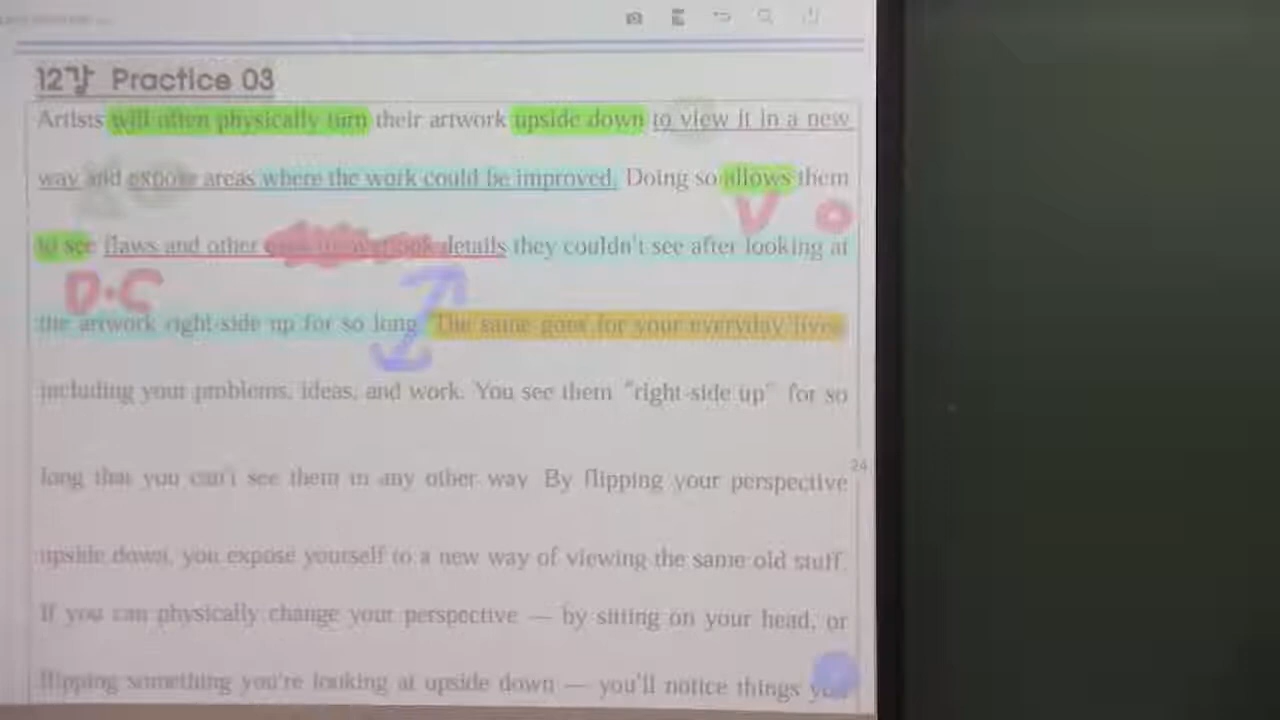 12강 Practice 03
Artists will often physically turn their artwork upside down to view it in a new
way and expose areas where the work could be improved. Doing so allows them
V O
to see flaws and other details they couldn't see after looking at
O.C
the artwork right-side up for so long. The same goes for your everyday lives
including your problems, ideas, and work. You see them "right-side up" for so
24
long that you can't see them in any other way. By flipping your perspective
upside down, you expose yourself to a new way of viewing the same old stuff.
If you can physically change your perspective — by sitting on your head, or
flipping something you're looking at upside down — you'll notice things